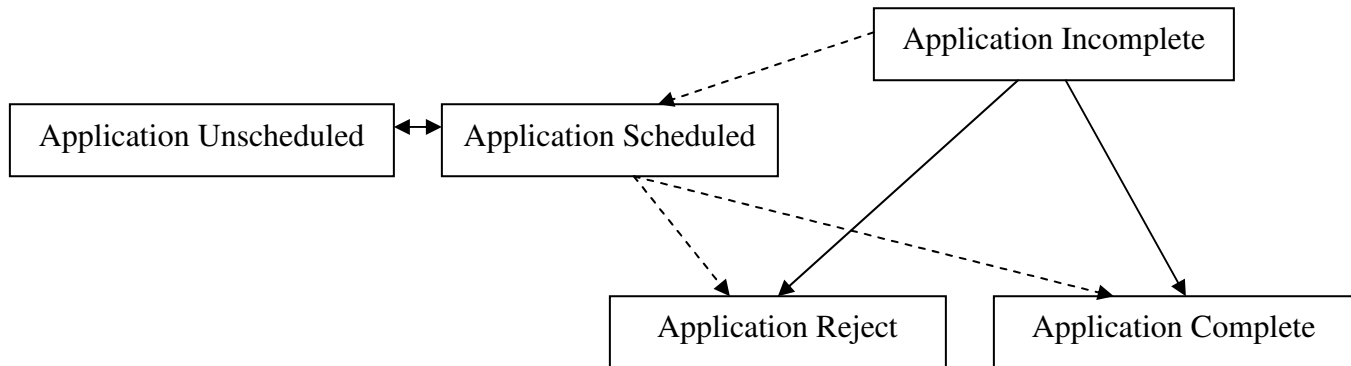 Application Incomplete
Application Unscheduled
Application Scheduled
Application Reject
Application Complete